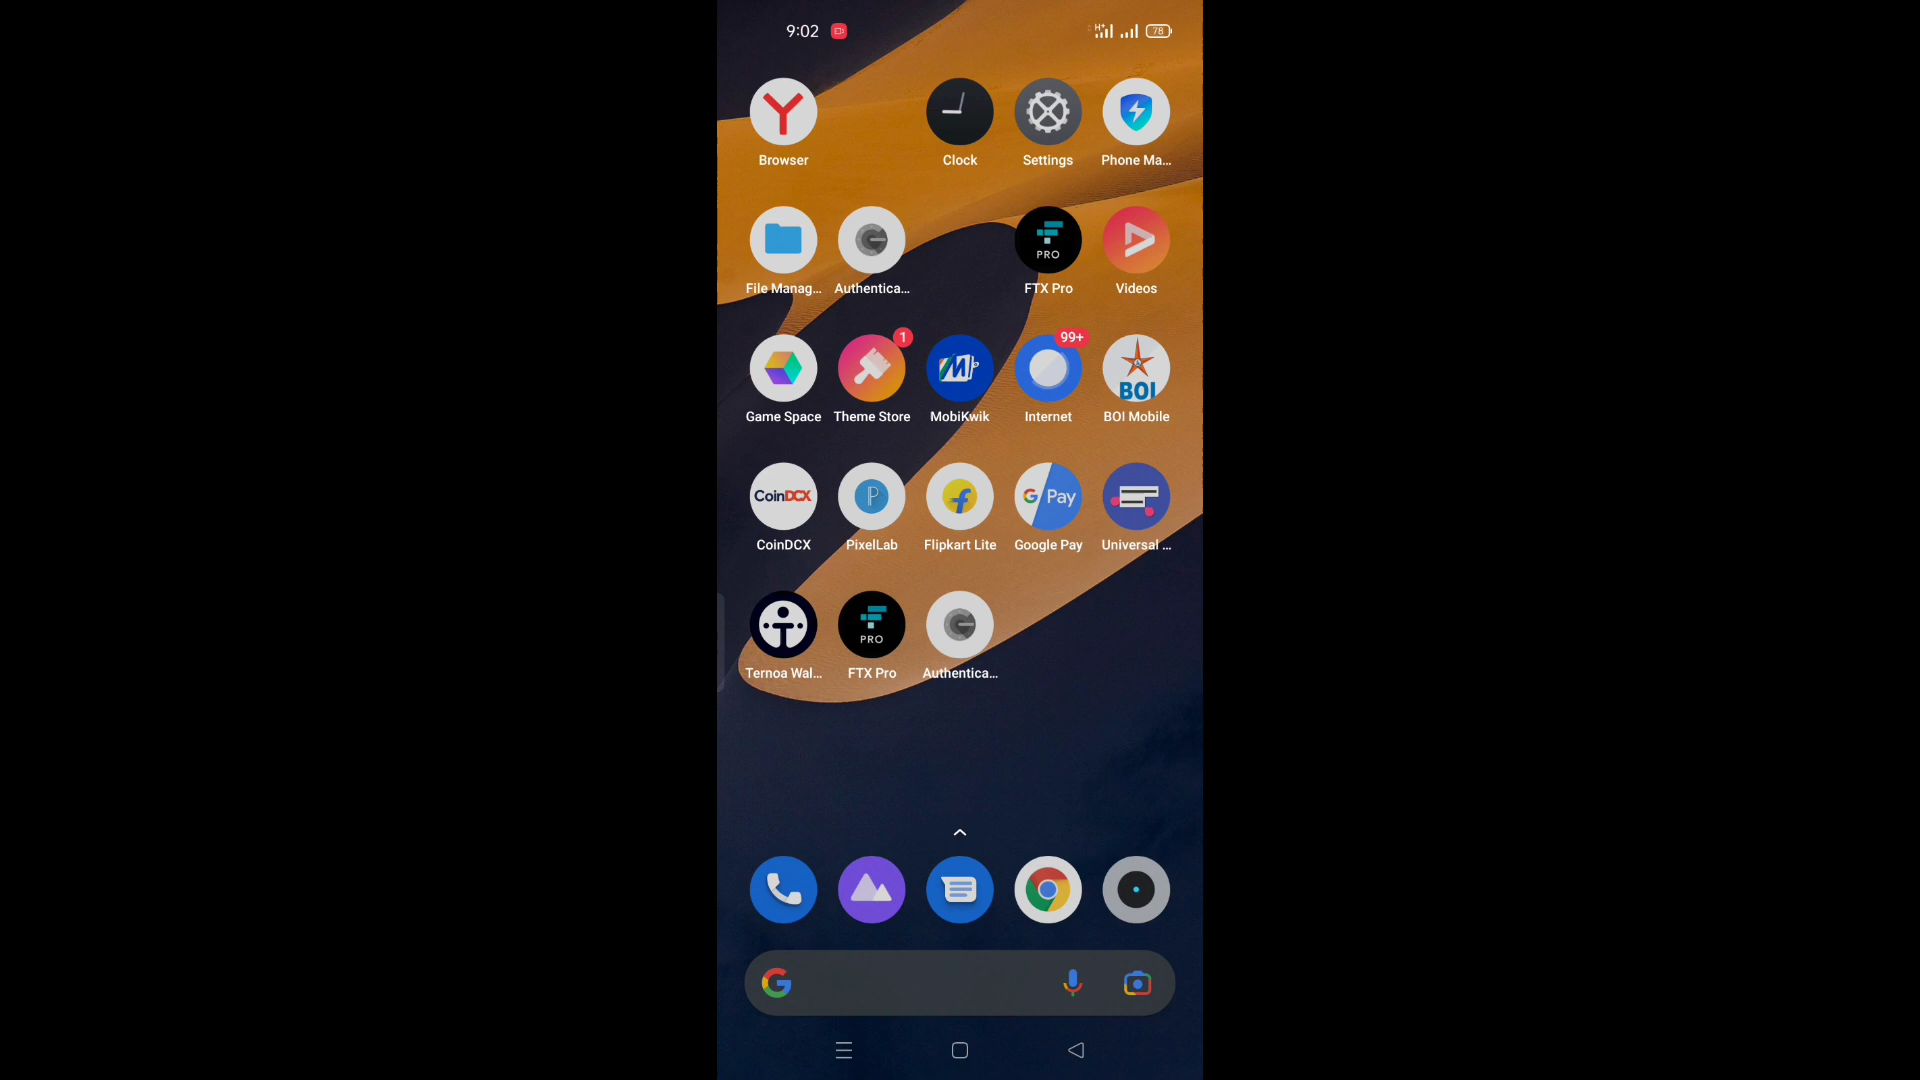 9:02
H+
78
Browser
Clock
Settings
Phone Ma...
PRO
File Manag...
Authentica...
FTX Pro
Videos
1
99+
BOI
Game Space
Theme Store
MobiKwik
Internet
BOI Mobile
CoinDCX
G Pay
CoinDCX
PixelLab
Flipkart Lite
Google Pay
Universal ...
PRO
Ternoa Wal...
FTX Pro
Authentica...